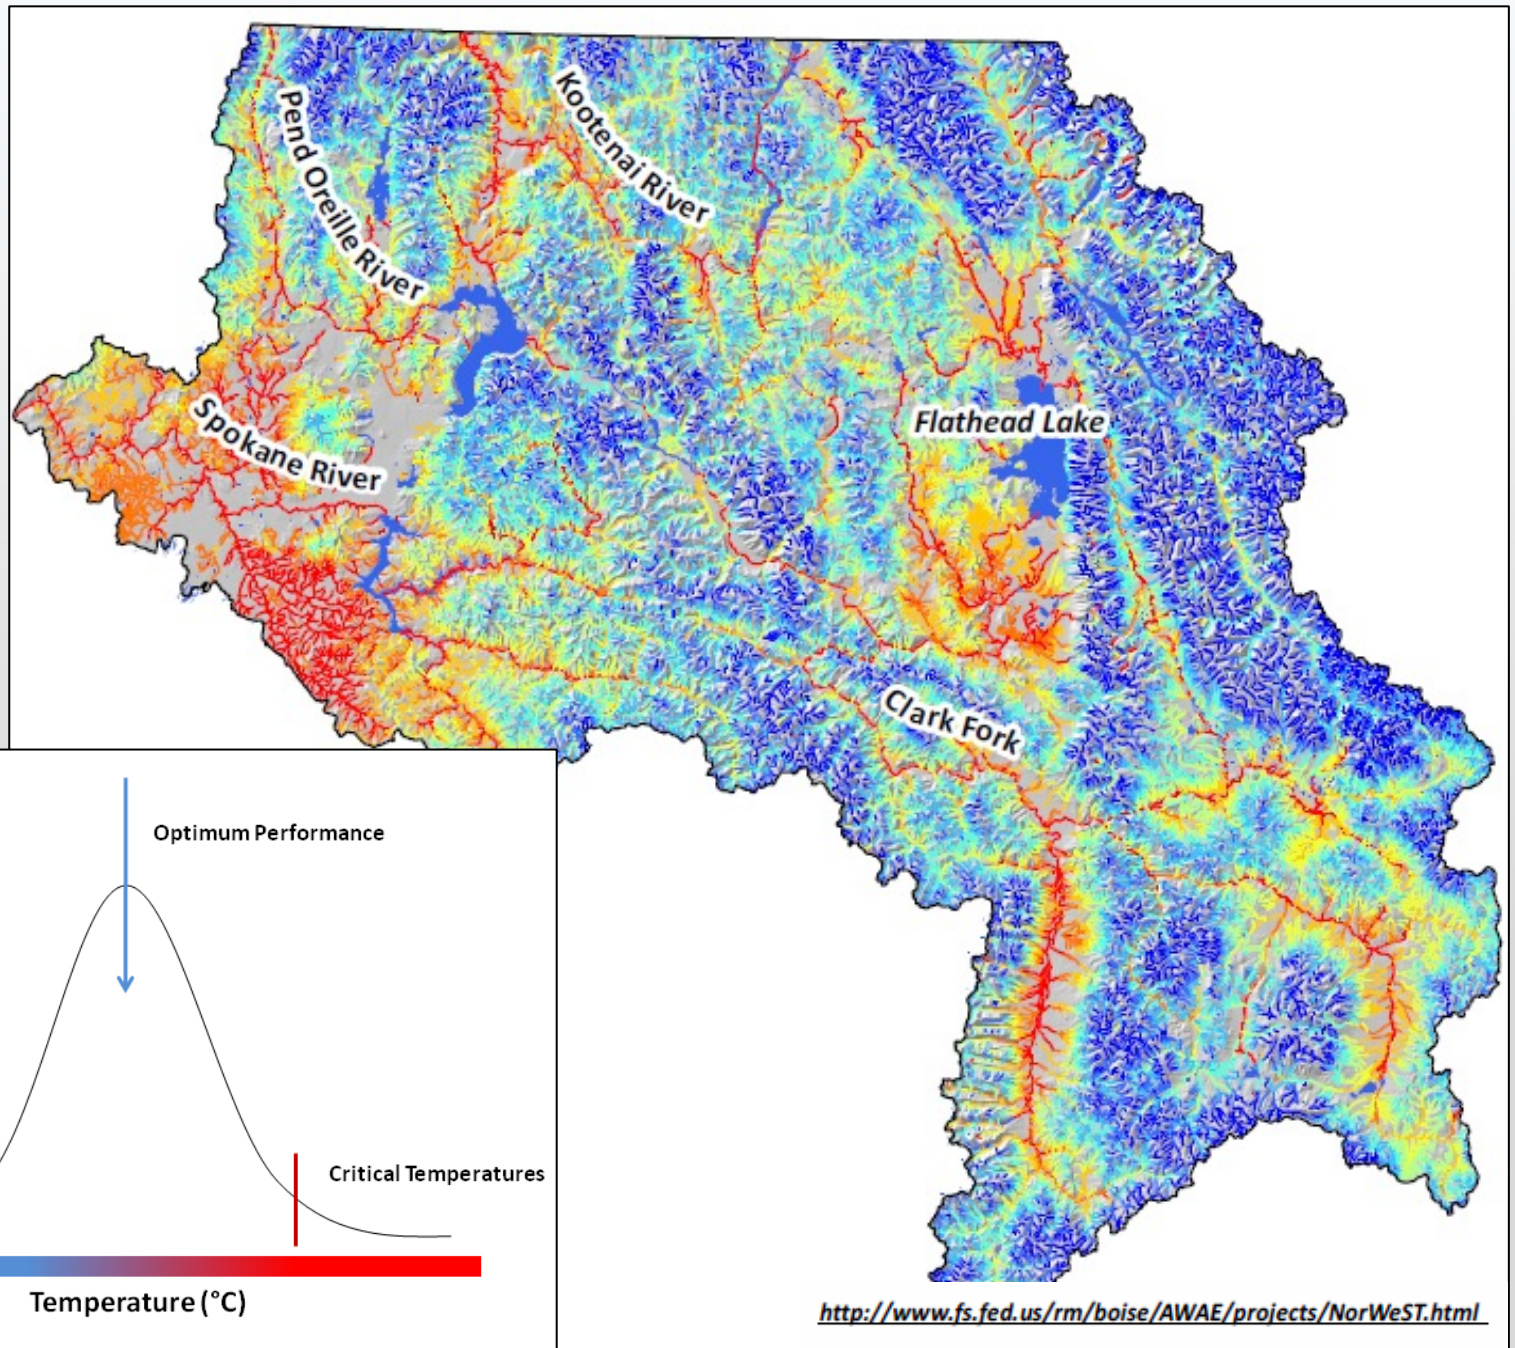 Pend Oreille River
Kootenai River
Flathead Lake
Spokane River
Clark Fork
Optimum Performance
Critical Temperatures
Temperature (°C)
http://www.fs.fed.us/rm/boise/AWAE/projects/NorWeST.html